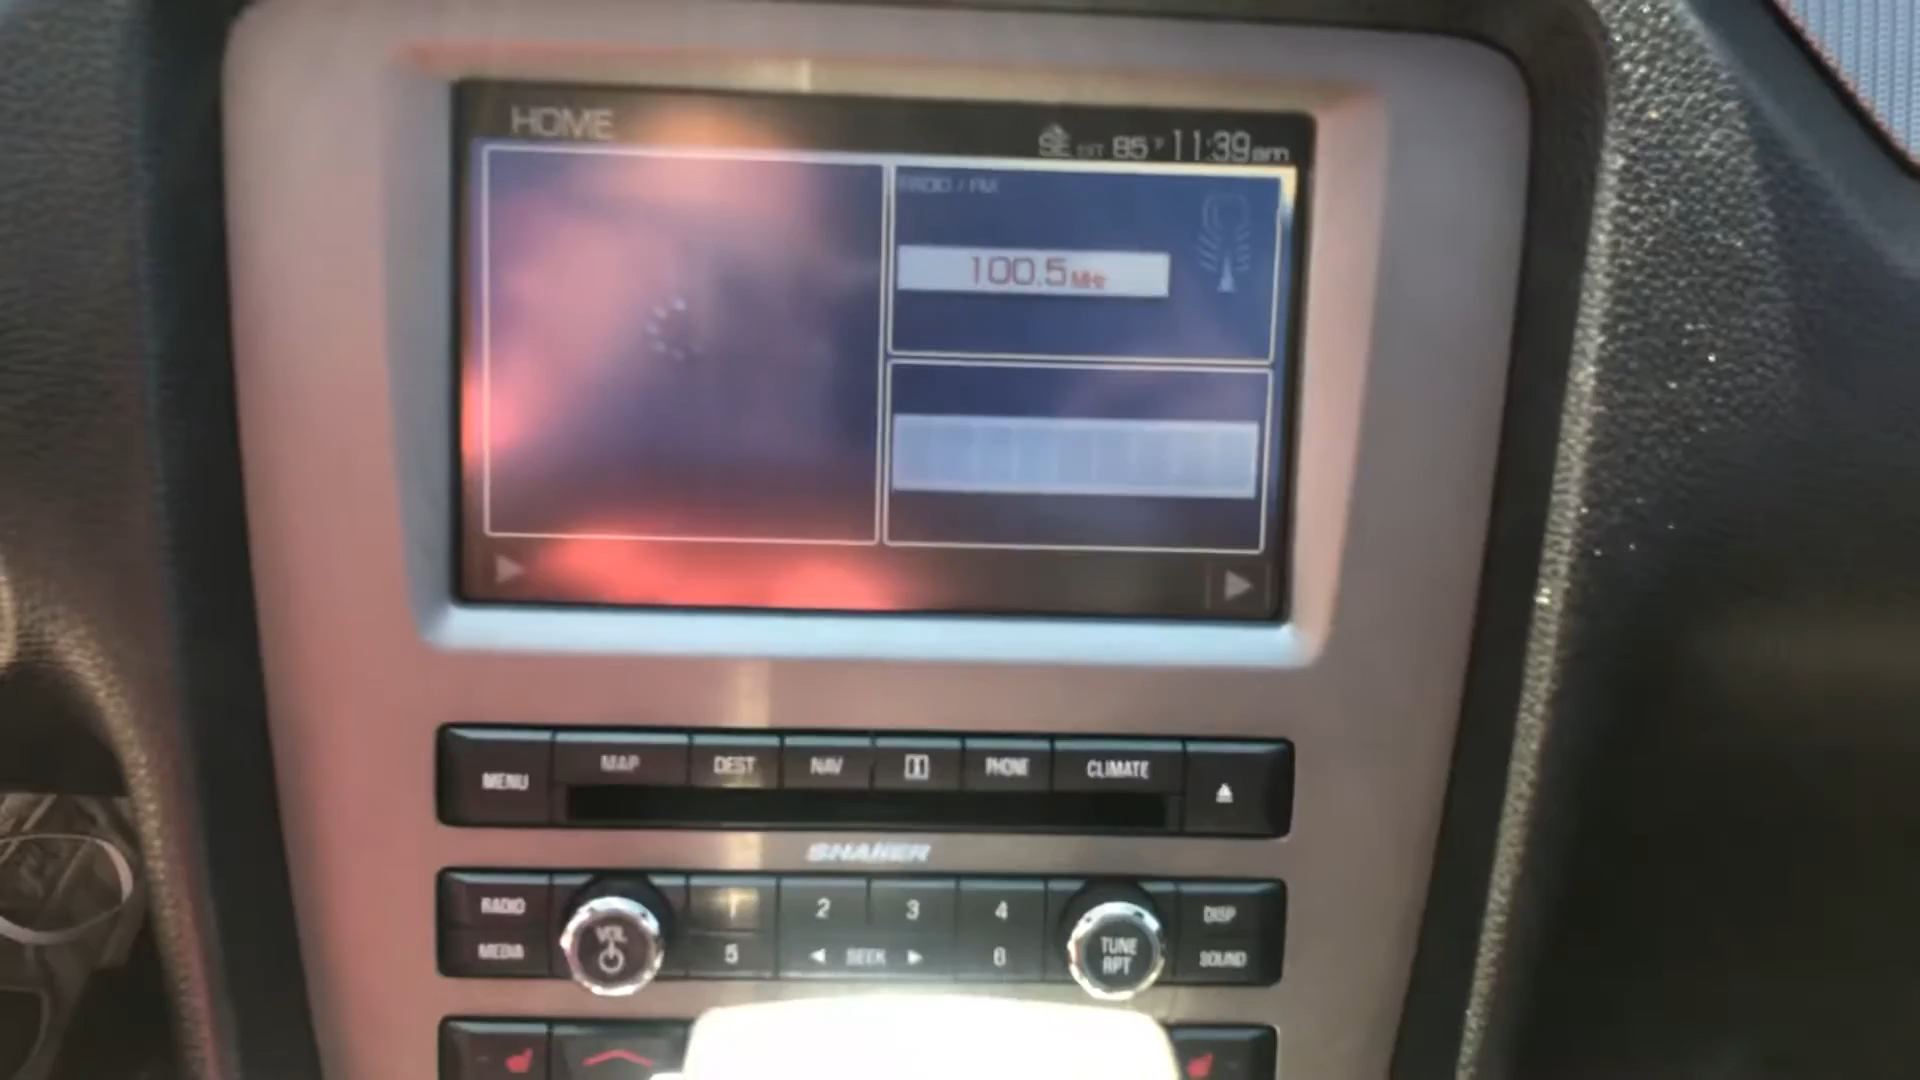 HOME
SE EXT 85°F 11:39am
RADIO / FM
100.5 MHz
MENU MAP DEST NAV PHONE CLIMATE
SHAKER
RADIO VOL 1 2 3 4 TUNE DISP
MEDIA 5 SEEK 6 RPT SOUND